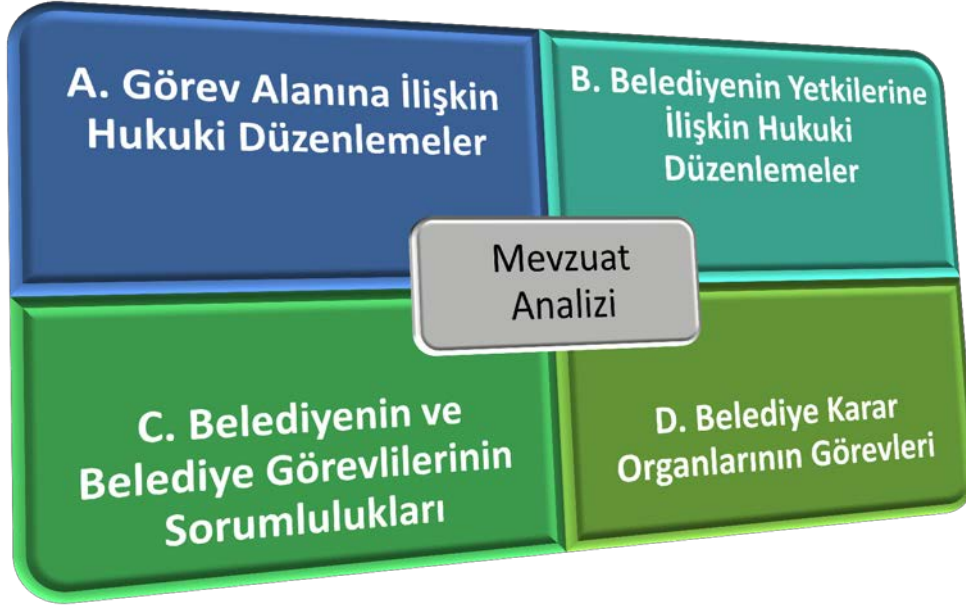 A. Görev Alanına İlişkin
Hukuki Düzenlemeler
B. Belediyenin Yetkilerine
İlişkin Hukuki
Düzenlemeler
Mevzuat
Analizi
C. Belediyenin ve
Belediye Görevlilerinin
Sorumlulukları
D. Belediye Karar
Organlarının Görevleri